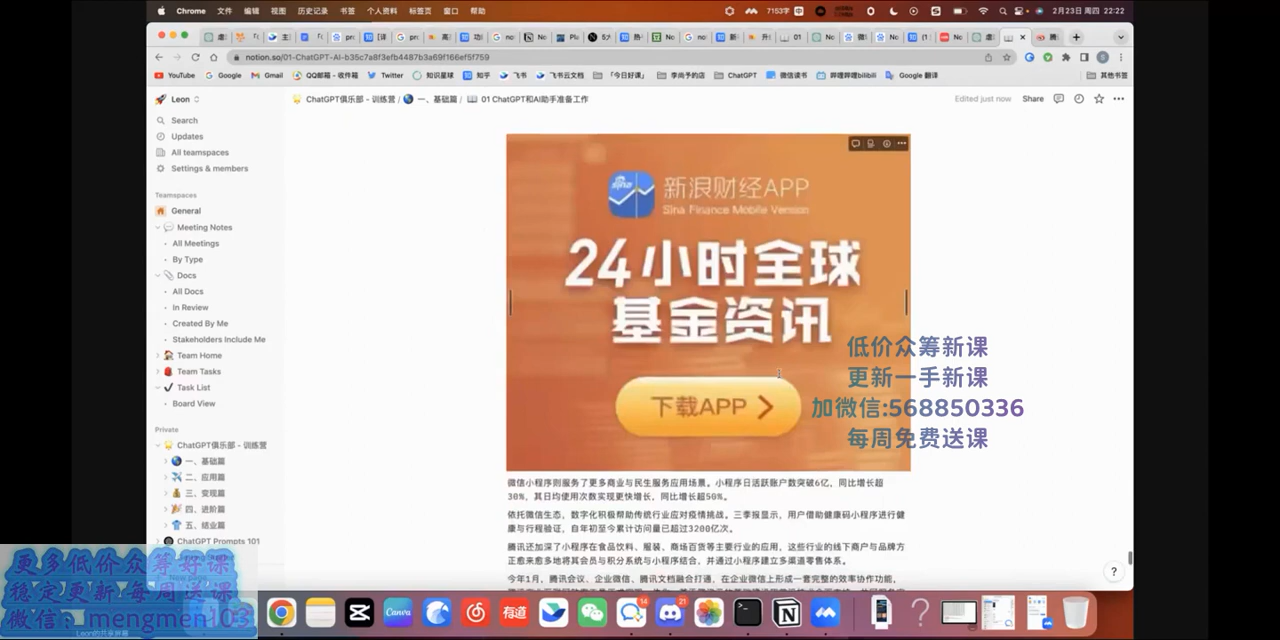 Chrome 文件 编辑 视图 历史记录 书签 个人资料 标签页 窗口 帮助
7153字 2月23日 周四 22:22
notion.so/01-ChatGPT-AI-b35c7a8f3efb4487b3a69f166ef5f759
YouTube Google Gmail QQ邮箱 - 收件箱 Twitter 知识星球 知乎 飞书 飞书云文档 「今日好课」 李尚予的店 ChatGPT 微信读书 哔哩哔哩bilibili Google 翻译 其他书签
Leon
ChatGPT俱乐部 - 训练营 / 一、基础篇 / 01 ChatGPT和AI助手准备工作
Edited just now Share
Search
Updates
All teamspaces
Settings & members
Teamspaces
General
Meeting Notes
All Meetings
By Type
Docs
All Docs
In Review
Created By Me
Stakeholders Include Me
Team Home
Team Tasks
Task List
Board View
Private
ChatGPT俱乐部 - 训练营
一、基础篇
二、应用篇
三、变现篇
四、进阶篇
五、结业篇
ChatGPT Prompts 101
sina 新浪财经APP
Sina Finance Mobile Version
24小时全球
基金资讯
下载APP
低价众筹新课
更新一手新课
加微信:568850336
每周免费送课
微信小程序则服务了更多商业与民生服务应用场景。小程序日活跃账户数突破6亿，同比增长超
30%，其日均使用次数实现更快增长，同比增长超50%。
依托微信生态，数字化积极帮助传统行业应对疫情挑战。三季报显示，用户借助健康码小程序进行健
康与行程验证，自年初至今累计访问量已超过3200亿次。
腾讯还加深了小程序在食品饮料、服装、商场百货等主要行业的应用，这些行业的线下商户与品牌方
正愈来愈多地将其会员与积分系统与小程序结合，并通过小程序建立多渠道零售体系。
今年1月，腾讯会议、企业微信、腾讯文档融合打通，在企业微信上形成一套完整的效率协作功能，
更多低价众筹好课
稳定更新 每周送课
微信：mengmen103
Leon的共享屏幕
Canva
有道
14
21